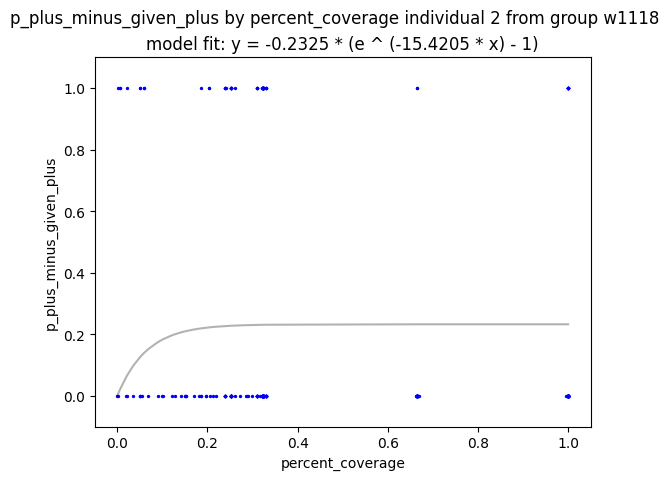 p_plus_minus_given_plus by percent_coverage individual 2 from group w1118
model fit: y = -0.2325 * (e ^ (-15.4205 * x) - 1)
1.0
0.8
0.6
0.4
0.2
0.0
p_plus_minus_given_plus
0.0 0.2 0.4 0.6 0.8 1.0
percent_coverage